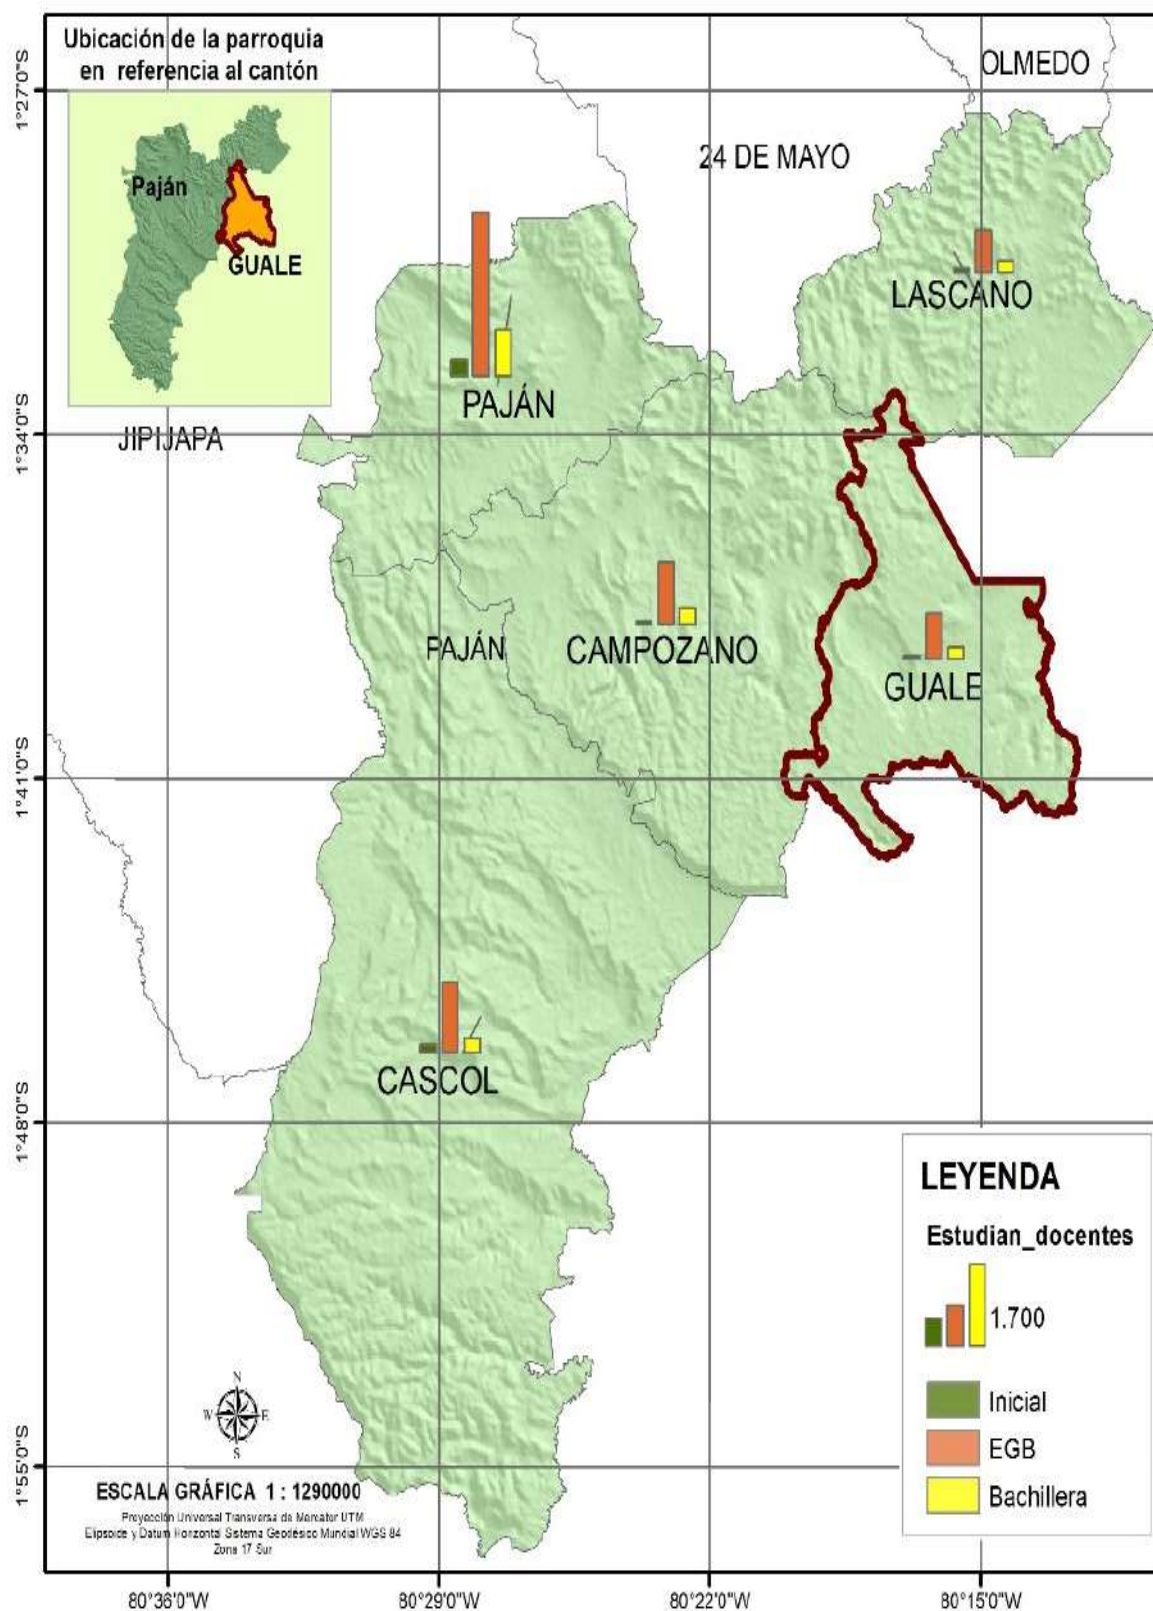 Ubicación de la parroquia
en referencia al cantón
Paján
GUALE
OLMEDO
24 DE MAYO
LASCANO
PAJÁN
JIPIJAPA
PAJÁN
CAMPOZANO
GUALE
CASCOL
1°27'0"S
1°34'0"S
1°41'0"S
1°48'0"S
1°55'0"S
LEYENDA
Estudian_docentes
1.700
Inicial
EGB
Bachillera
N
W E
S
ESCALA GRÁFICA 1 : 1290000
Proyección Universal Transversa de Mercator UTM
Elipsoide y Datum Horizontal Sistema Geodésico Mundial WGS 84
Zona 17 Sur
80°36'0"W 80°29'0"W 80°22'0"W 80°15'0"W